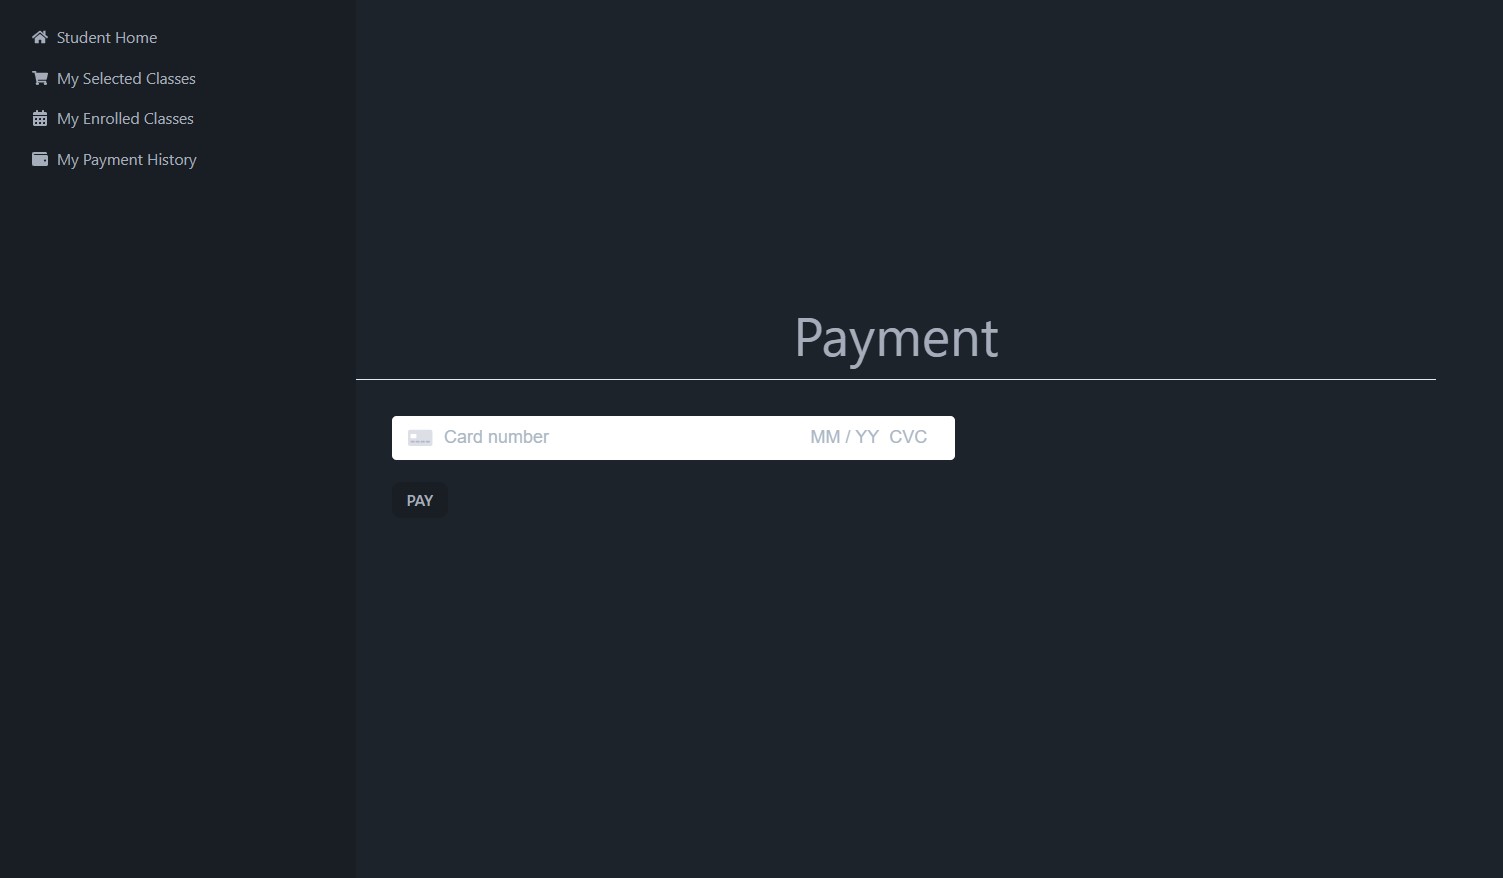 Student Home
My Selected Classes
My Enrolled Classes
My Payment History
Payment
Card number MM / YY CVC
PAY